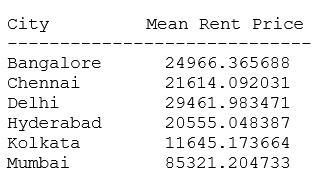 City Mean Rent Price
------------------------------
Bangalore 24966.365688
Chennai 21614.092031
Delhi 29461.983471
Hyderabad 20555.048387
Kolkata 11645.173664
Mumbai 85321.204733